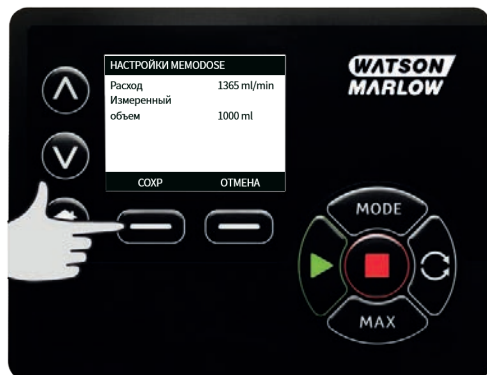 НАСТРОЙКИ MEMODOSE
Расход 1365 ml/min
Измеренный
объем 1000 ml
СОХР ОТМЕНА
WATSON
MARLOW
MODE
MAX